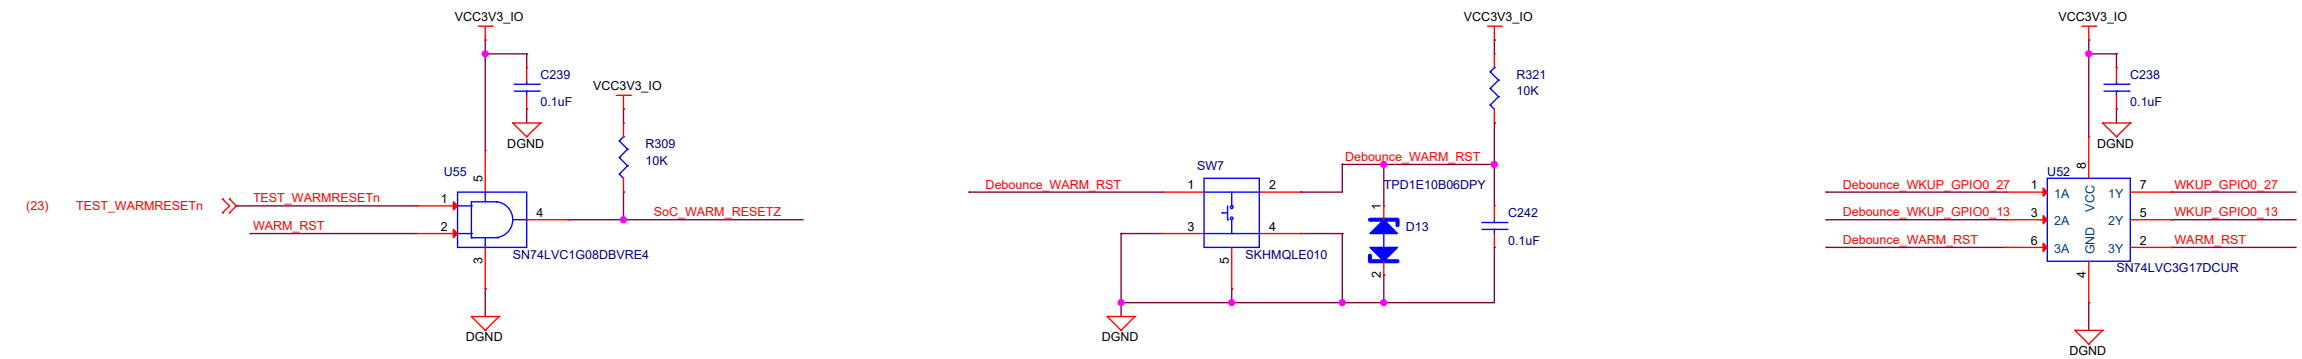 VCC3V3_IO
C239
0.1uF
DGND
VCC3V3_IO
R309
10K
U55
5
(23)
TEST_WARMRESETn
TEST_WARMRESETn
1
WARM_RST
2
4
SoC_WARM_RESETZ
SN74LVC1G08DBVRE4
3
DGND
VCC3V3_IO
R321
10K
Debounce_WARM_RST
SW7
Debounce_WARM_RST
1
2
3
4
5
SKHMQLE010
TPD1E10B06DPY
1
D13
2
C242
0.1uF
DGND
VCC3V3_IO
C238
0.1uF
DGND
8
U52
Debounce_WKUP_GPIO0_27
1
1A
VCC
1Y
7
WKUP_GPIO0_27
Debounce_WKUP_GPIO0_13
3
2A
2Y
5
WKUP_GPIO0_13
Debounce_WARM_RST
6
3A
GND
3Y
2
WARM_RST
SN74LVC3G17DCUR
4
DGND